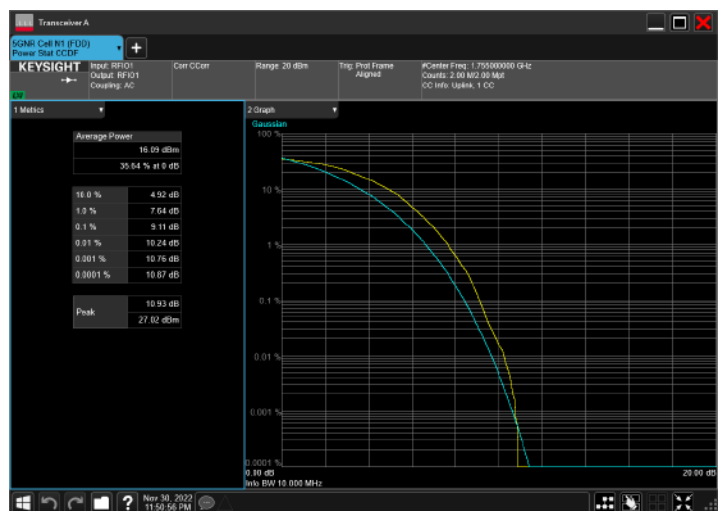 Transceiver A
5GNR Cell N1 (FDD)
Power Stat CCDF
KEYSIGHT
Input: RFIO1
Output: RFIO1
Coupling: AC
Corr CCorr
Range: 20 dBm
Trig: Prot Frame
Aligned
#Center Freq: 1.755000000 GHz
Counts: 2.00 M/2.00 Mpt
CC Info: Uplink, 1 CC
1 Metrics
Average Power
16.09 dBm
35.64 % at 0 dB
10.0 % 4.92 dB
1.0 % 7.64 dB
0.1 % 9.11 dB
0.01 % 10.24 dB
0.001 % 10.76 dB
0.0001 % 10.87 dB
Peak
10.93 dB
27.02 dBm
2 Graph
Gaussian
100 %
10 %
1 %
0.1 %
0.01 %
0.001 %
0.0001 %
0.00 dB
20.00 dB
Info BW 10.000 MHz
?
Nov 30, 2022
11:50:56 PM